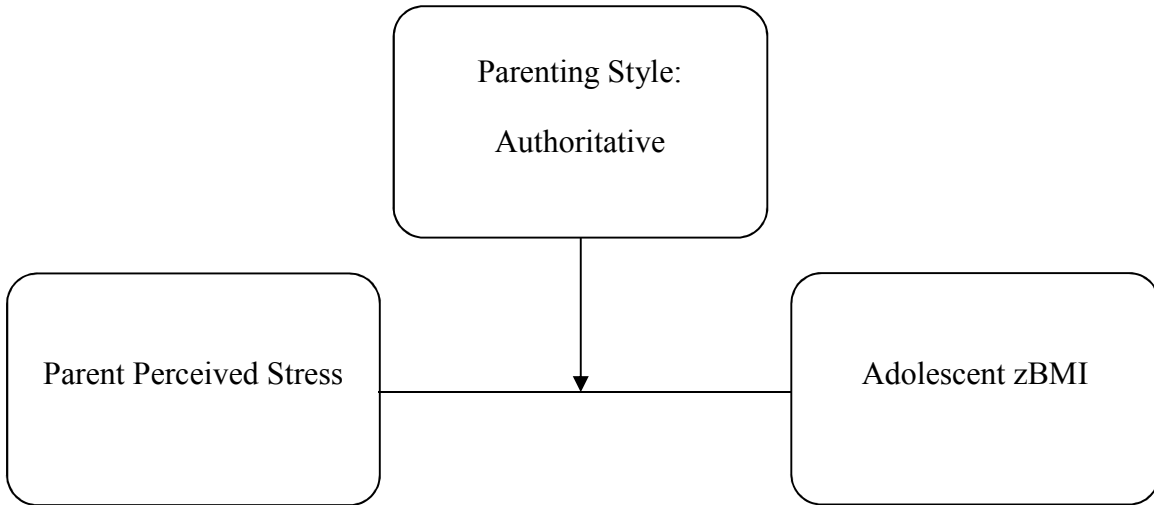 Parenting Style:
Authoritative
Parent Perceived Stress
Adolescent zBMI